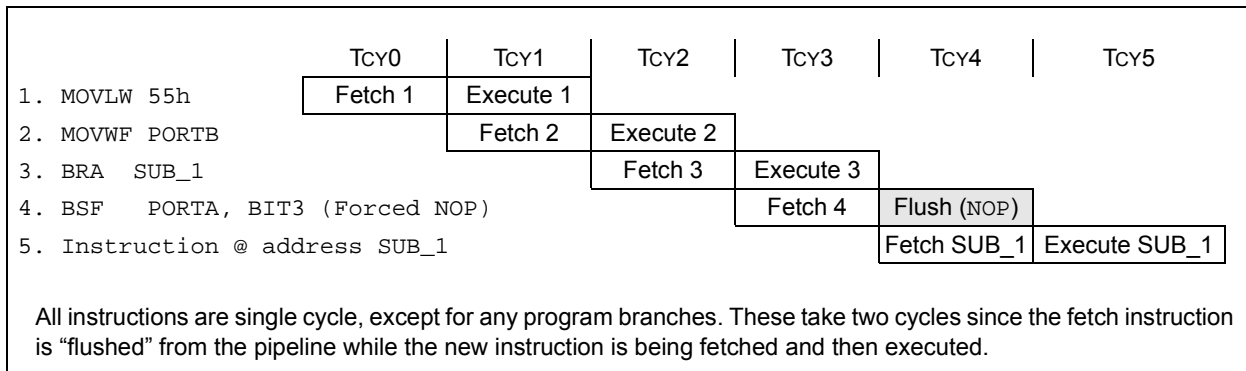 TCY0 TCY1 TCY2 TCY3 TCY4 TCY5
1. MOVLW 55h Fetch 1 Execute 1
2. MOVWF PORTB Fetch 2 Execute 2
3. BRA SUB_1 Fetch 3 Execute 3
4. BSF PORTA, BIT3 (Forced NOP) Fetch 4 Flush (NOP)
5. Instruction @ address SUB_1 Fetch SUB_1 Execute SUB_1
All instructions are single cycle, except for any program branches. These take two cycles since the fetch instruction
is “flushed” from the pipeline while the new instruction is being fetched and then executed.